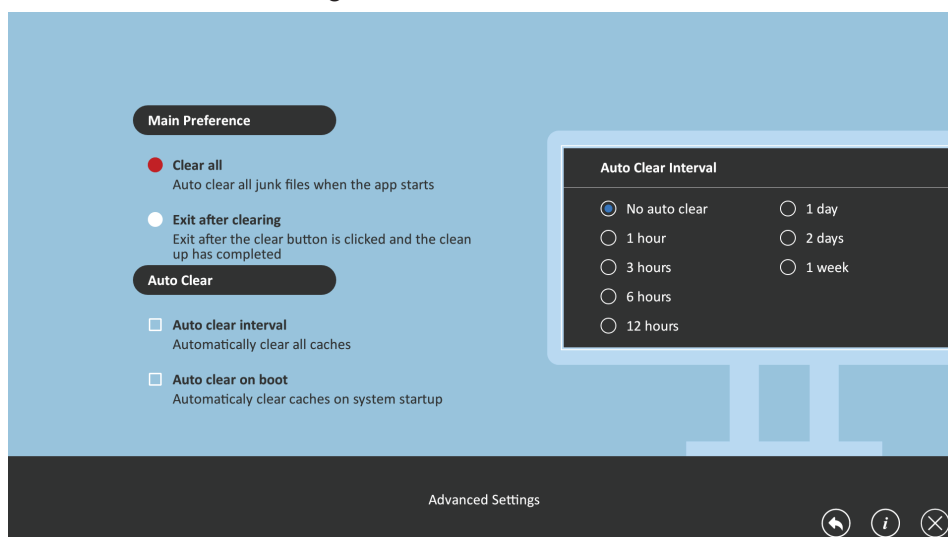 Main Preference
Clear all
Auto clear all junk files when the app starts
Exit after clearing
Exit after the clear button is clicked and the clean
up has completed
Auto Clear
Auto clear interval
Automatically clear all caches
Auto clear on boot
Automaticaly clear caches on system startup
Auto Clear Interval
No auto clear
1 hour
3 hours
6 hours
12 hours
1 day
2 days
1 week
Advanced Settings
i